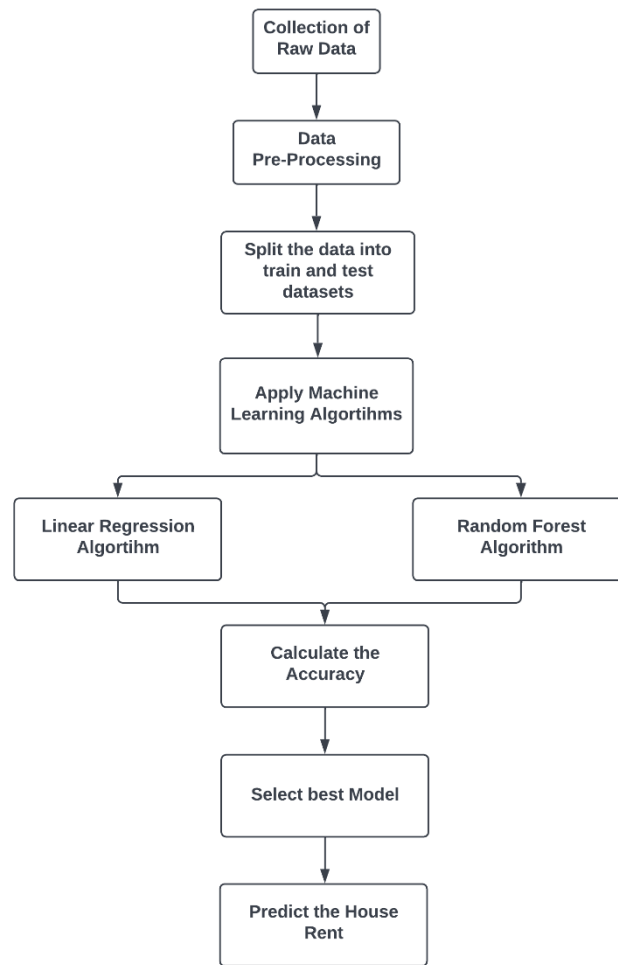 Collection of
Raw Data
Data
Pre-Processing
Split the data into
train and test
datasets
Apply Machine
Learning Algortihms
Linear Regression
Algortihm
Random Forest
Algorithm
Calculate the
Accuracy
Select best Model
Predict the House
Rent